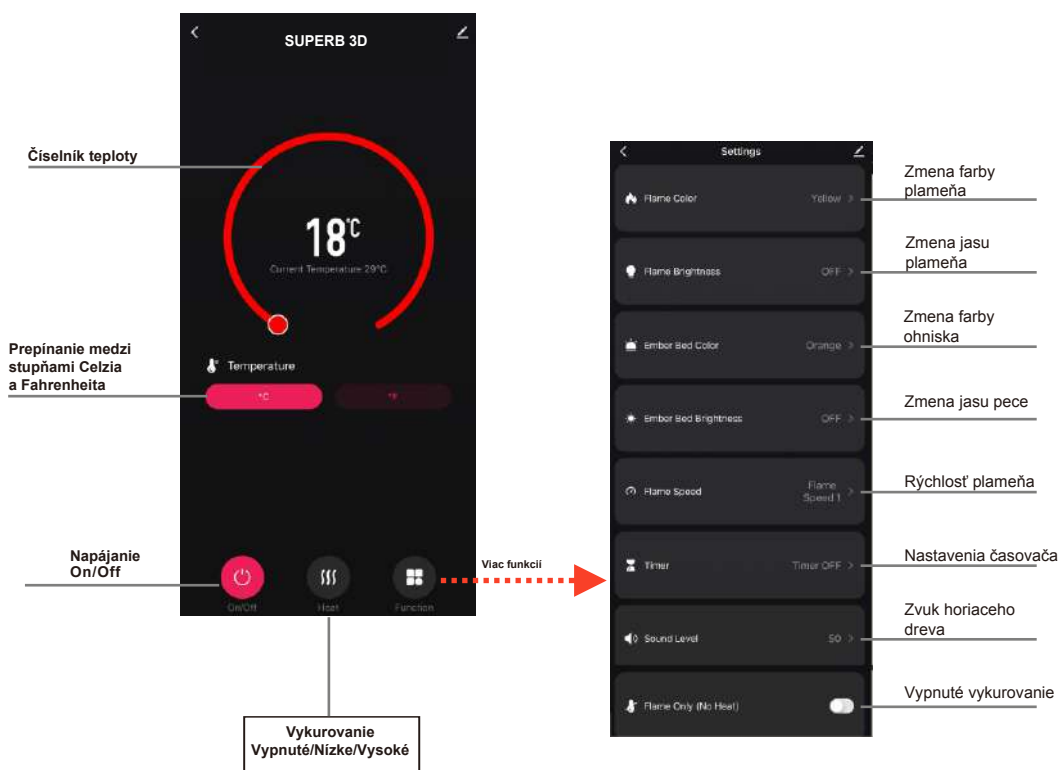 SUPERB 3D
Číselník teploty
18°C
Current Temperature 29°C
Prepínanie medzi
stupňami Celzia
a Fahrenheita
Temperature
°C
°F
Napájanie
On/Off
On/Off
Heat
Function
Viac funkcií
Vykurovanie
Vypnuté/Nízke/Vysoké
Settings
Flame Color
Yellow
Zmena farby
plameňa
Flame Brightness
OFF
Zmena jasu
plameňa
Ember Bed Color
Orange
Zmena farby
ohniska
Ember Bed Brightness
OFF
Zmena jasu pece
Flame Speed
Flame
Speed 1
Rýchlosť plameňa
Timer
Timer OFF
Nastavenia časovača
Sound Level
50
Zvuk horiaceho
dreva
Flame Only (No Heat)
Vypnuté vykurovanie